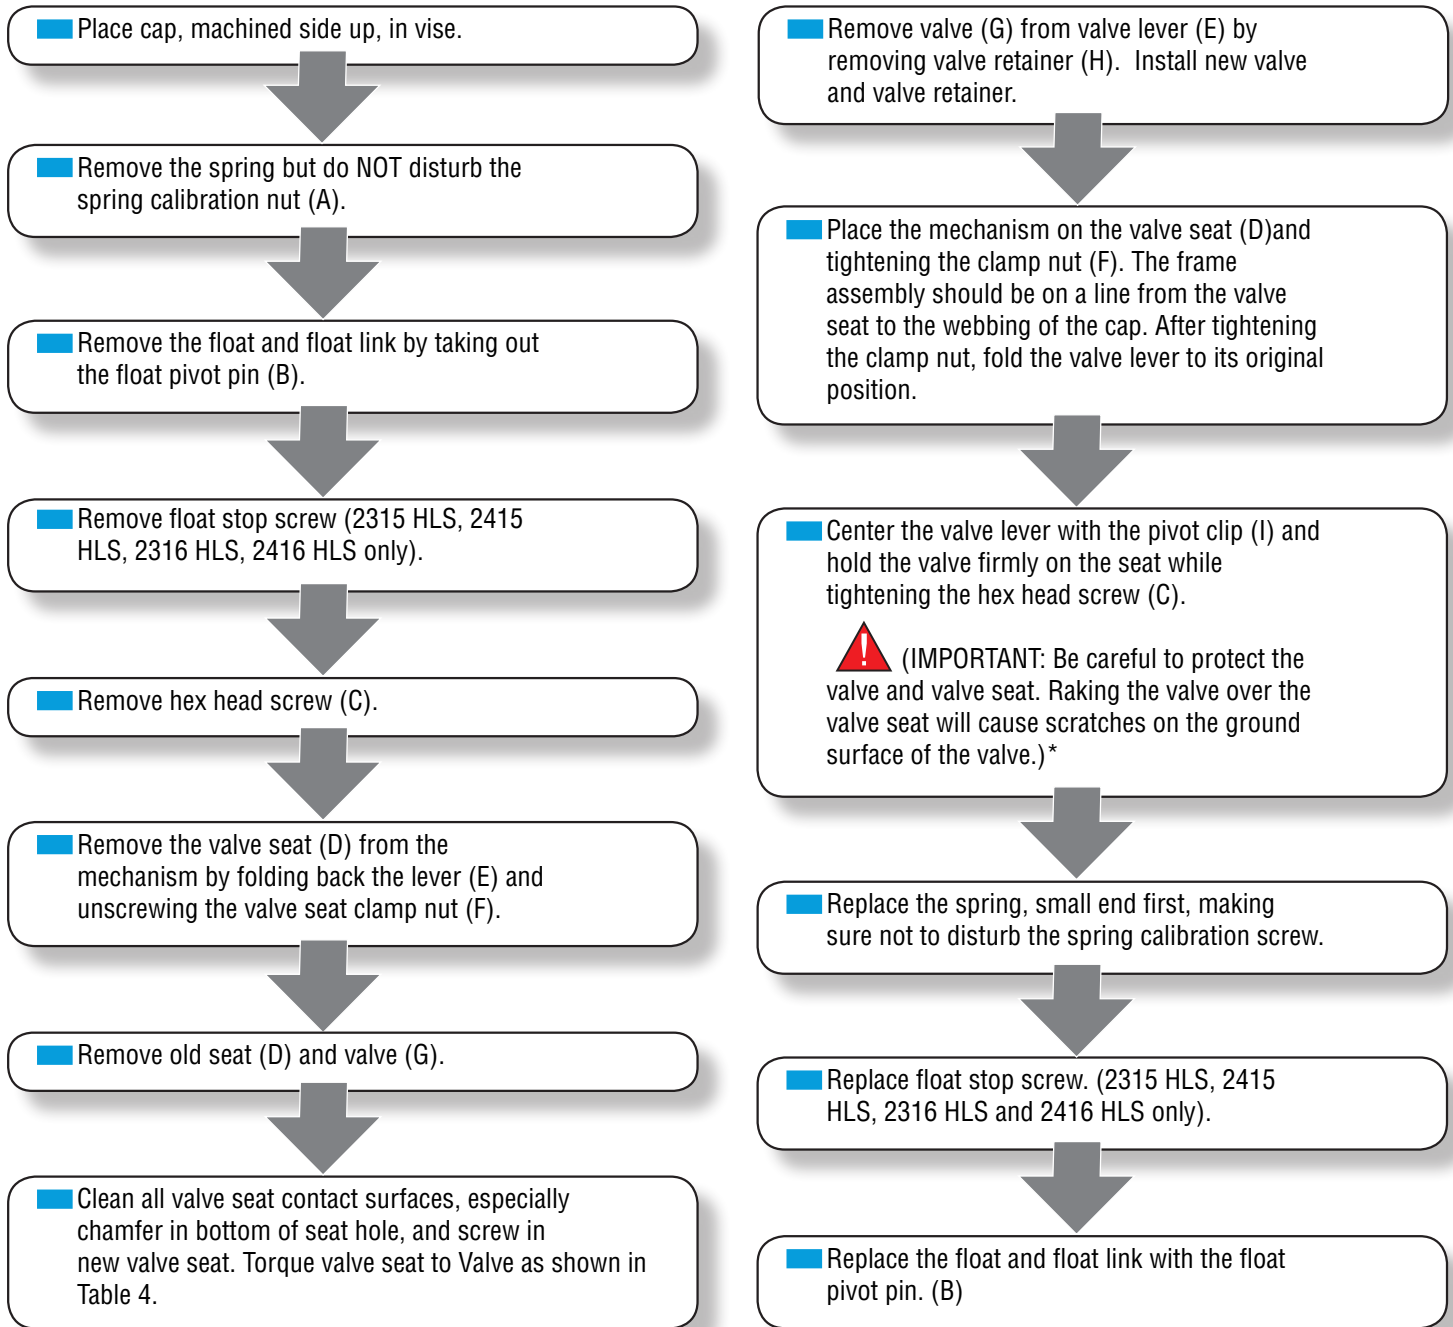 Place cap, machined side up, in vise.
Remove the spring but do NOT disturb the
spring calibration nut (A).
Remove the float and float link by taking out
the float pivot pin (B).
Remove float stop screw (2315 HLS, 2415
HLS, 2316 HLS, 2416 HLS only).
Remove hex head screw (C).
Remove the valve seat (D) from the
mechanism by folding back the lever (E) and
unscrewing the valve seat clamp nut (F).
Remove old seat (D) and valve (G).
Clean all valve seat contact surfaces, especially
chamfer in bottom of seat hole, and screw in
new valve seat. Torque valve seat to Valve as shown in
Table 4.
Remove valve (G) from valve lever (E) by
removing valve retainer (H).  Install new valve
and valve retainer.
Place the mechanism on the valve seat (D)and
tightening the clamp nut (F). The frame
assembly should be on a line from the valve
seat to the webbing of the cap. After tightening
the clamp nut, fold the valve lever to its original
position.
Center the valve lever with the pivot clip (I) and
hold the valve firmly on the seat while
tightening the hex head screw (C).
! (IMPORTANT: Be careful to protect the
valve and valve seat. Raking the valve over the
valve seat will cause scratches on the ground
surface of the valve.)*
Replace the spring, small end first, making
sure not to disturb the spring calibration screw.
Replace float stop screw. (2315 HLS, 2415
HLS, 2316 HLS and 2416 HLS only).
Replace the float and float link with the float
pivot pin. (B)